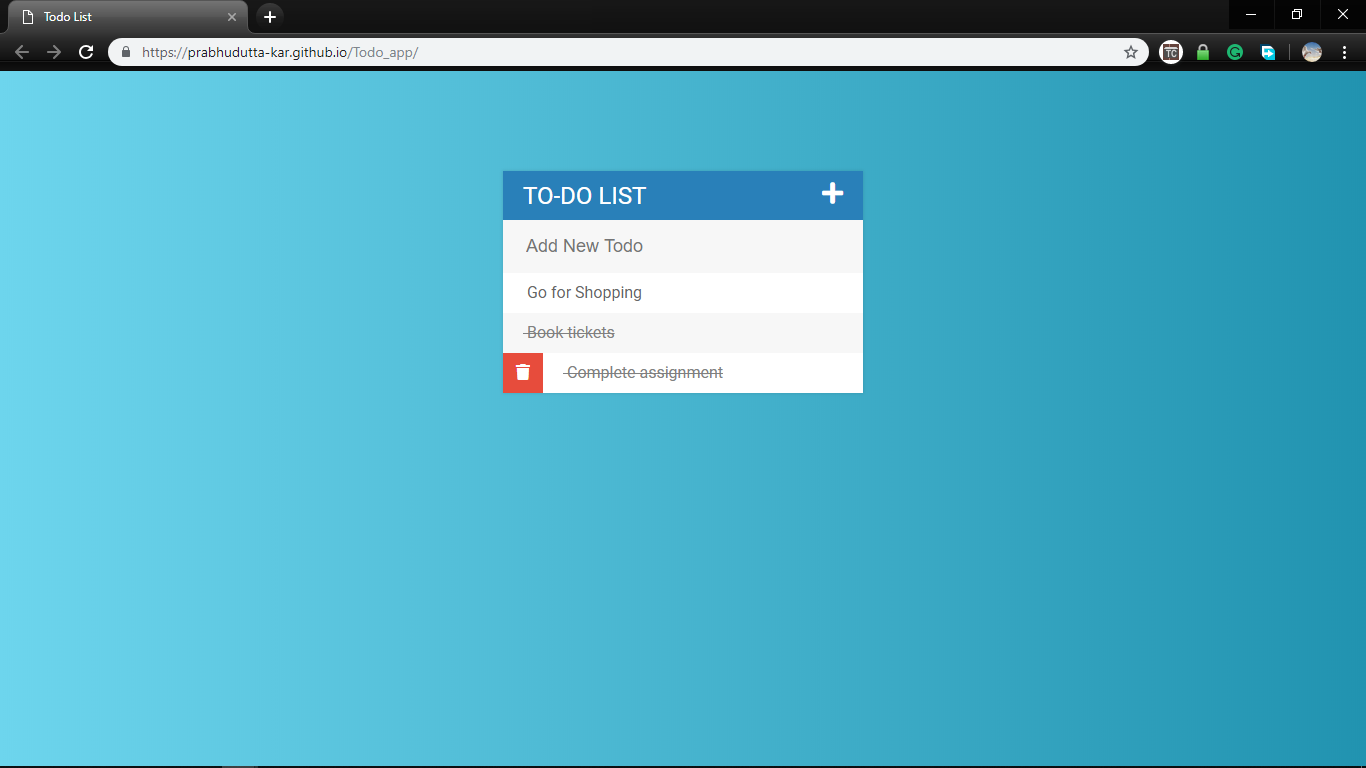 Todo List
https://prabhudutta-kar.github.io/Todo_app/
TC
TO-DO LIST
Add New Todo
Go for Shopping
Book tickets
Complete assignment